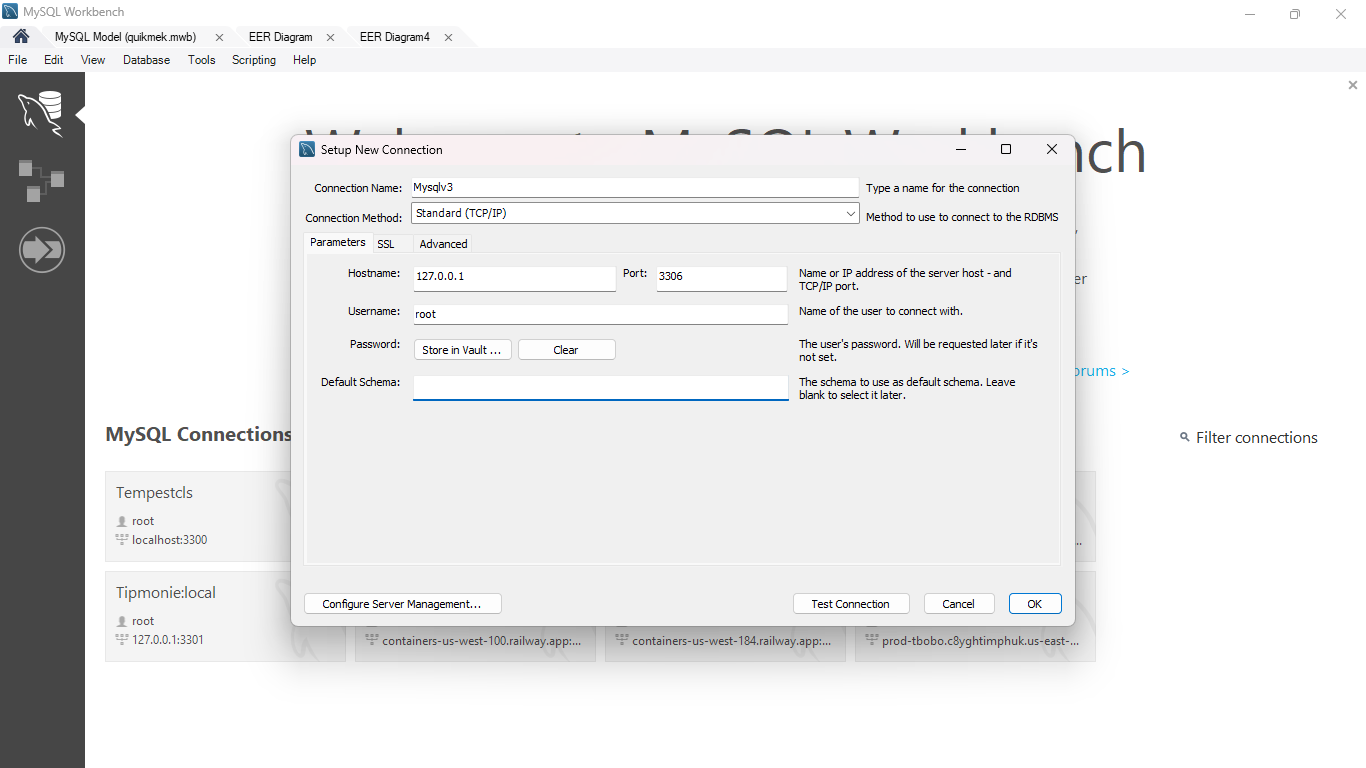 MySQL Workbench
MySQL Model (quikmek.mwb)
EER Diagram
EER Diagram4
File Edit View Database Tools Scripting Help
Setup New Connection
Connection Name: Mysqlv3 Type a name for the connection
Connection Method: Standard (TCP/IP) Method to use to connect to the RDBMS
Parameters SSL Advanced
Hostname: 127.0.0.1 Port: 3306 Name or IP address of the server host - and
TCP/IP port.
Username: root Name of the user to connect with.
Password: Store in Vault ... Clear The user's password. Will be requested later if it's
not set.
Default Schema: The schema to use as default schema. Leave
blank to select it later.
Configure Server Management... Test Connection Cancel OK
MySQL Connections
Filter connections
Tempestcls
root
localhost:3300
Tipmonie:local
root
127.0.0.1:3301
containers-us-west-100.railway.app:...
containers-us-west-184.railway.app:...
prod-tbobo.c8yghtimphuk.us-east-...